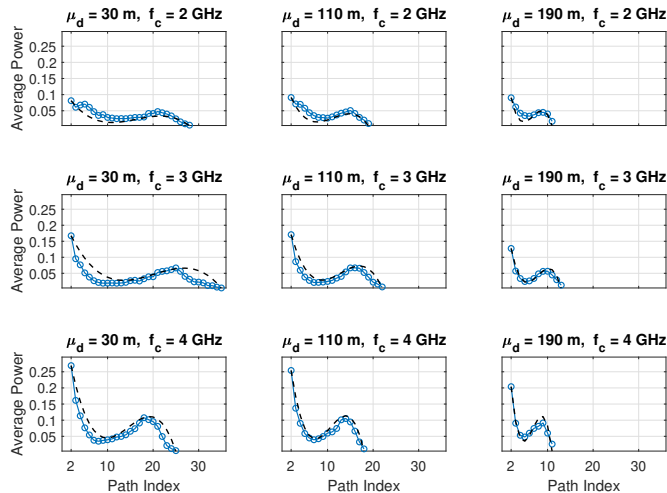 μd = 30 m, fc = 2 GHz
μd = 110 m, fc = 2 GHz
μd = 190 m, fc = 2 GHz
Average Power
0.25
0.2
0.15
0.1
0.05
μd = 30 m, fc = 3 GHz
μd = 110 m, fc = 3 GHz
μd = 190 m, fc = 3 GHz
Average Power
0.25
0.2
0.15
0.1
0.05
μd = 30 m, fc = 4 GHz
μd = 110 m, fc = 4 GHz
μd = 190 m, fc = 4 GHz
Average Power
0.25
0.2
0.15
0.1
0.05
2 10 20 30
2 10 20 30
2 10 20 30
Path Index
Path Index
Path Index